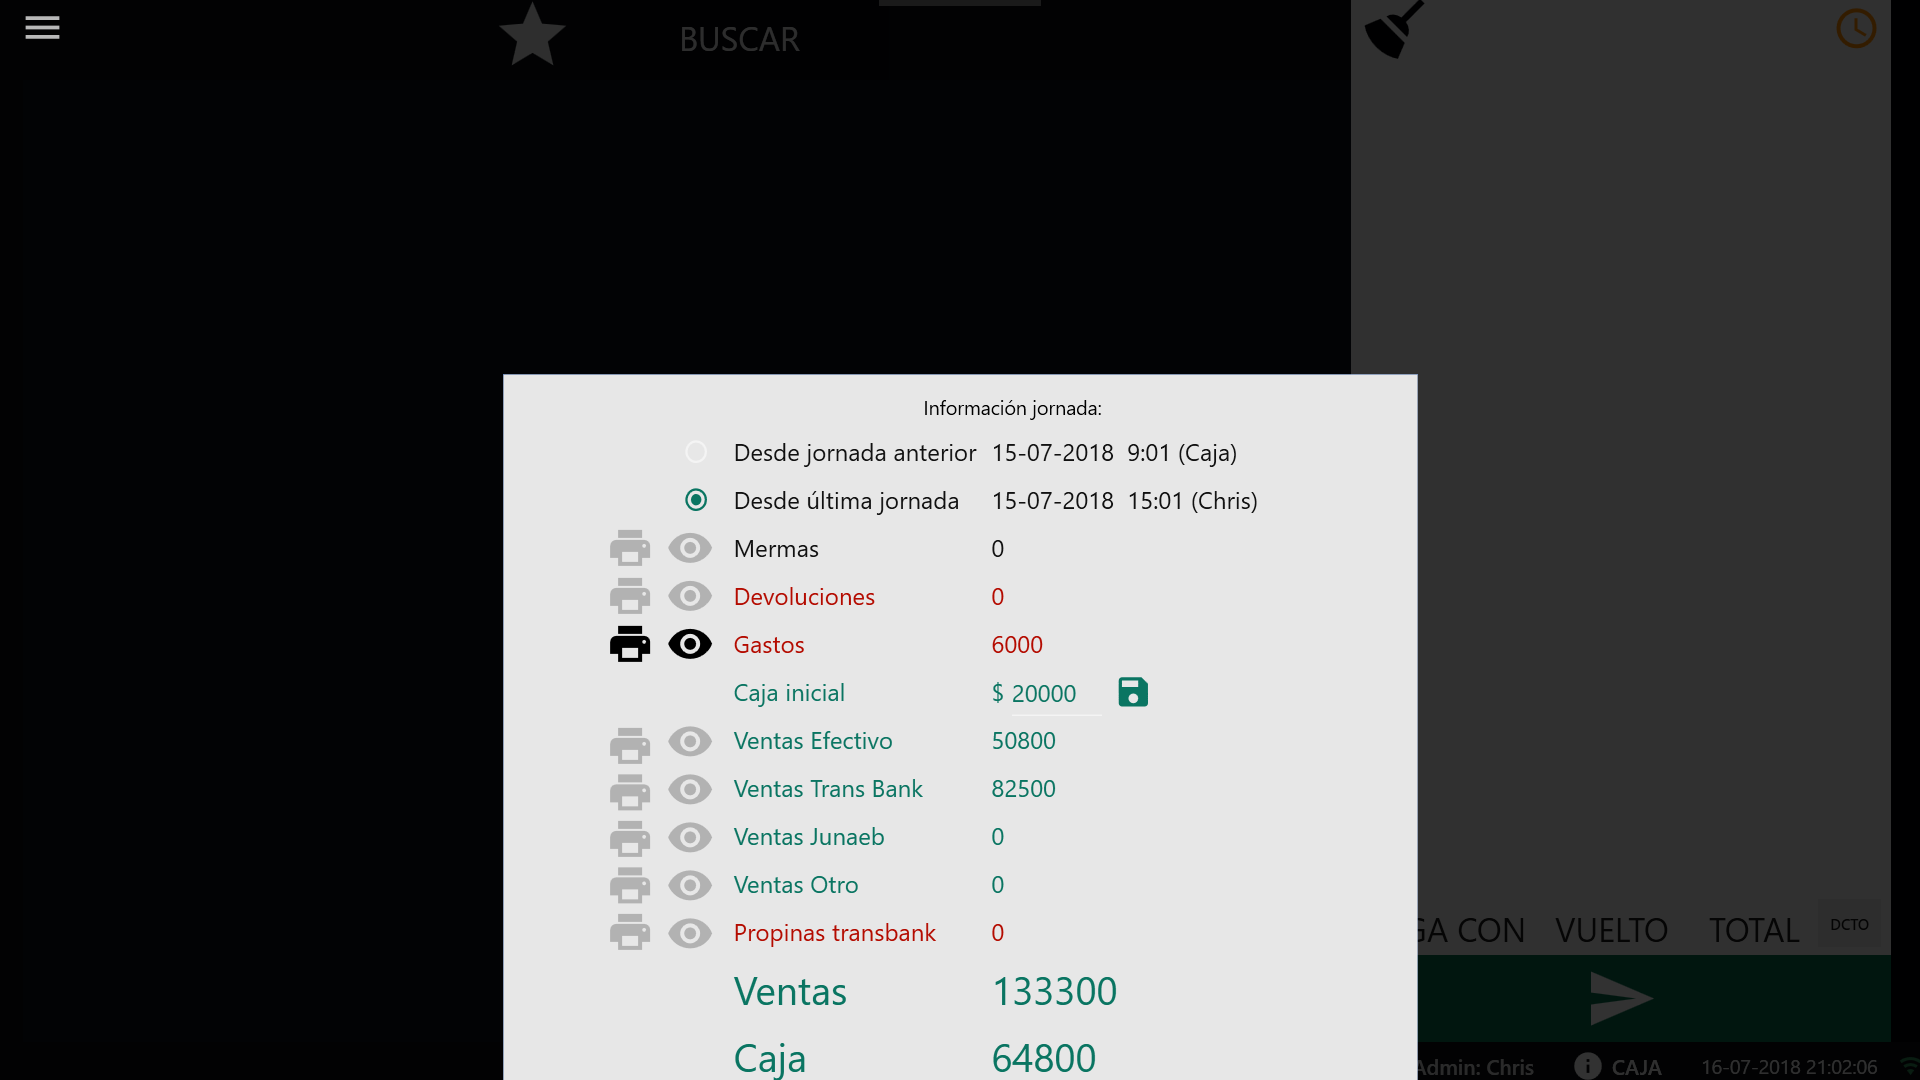 BUSCAR
Información jornada:
Desde jornada anterior 15-07-2018 9:01 (Caja)
Desde última jornada 15-07-2018 15:01 (Chris)
Mermas 0
Devoluciones 0
Gastos 6000
Caja inicial $ 20000
Ventas Efectivo 50800
Ventas Trans Bank 82500
Ventas Junaeb 0
Ventas Otro 0
Propinas transbank 0
Ventas 133300
Caja 64800
CON VUELTO TOTAL DCTO
Admin: Chris CAJA 16-07-2018 21:02:06